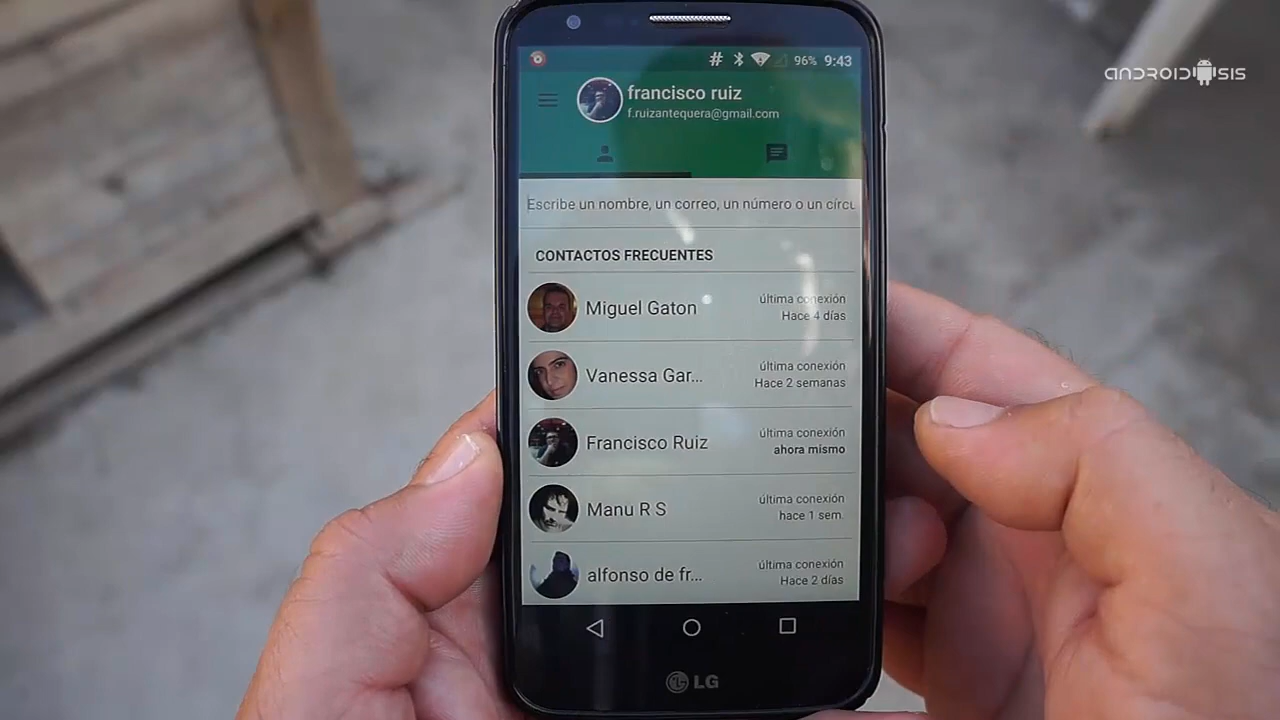 ANDROIDSIS
# 96% 9:43
francisco ruiz
f.ruizantequera@gmail.com
Escribe un nombre, un correo, un número o un círcu
CONTACTOS FRECUENTES
Miguel Gaton
última conexión
Hace 4 días
Vanessa Gar...
última conexión
Hace 2 semanas
Francisco Ruiz
última conexión
ahora mismo
Manu R S
última conexión
hace 1 sem.
alfonso de fr...
última conexión
Hace 2 días
LG